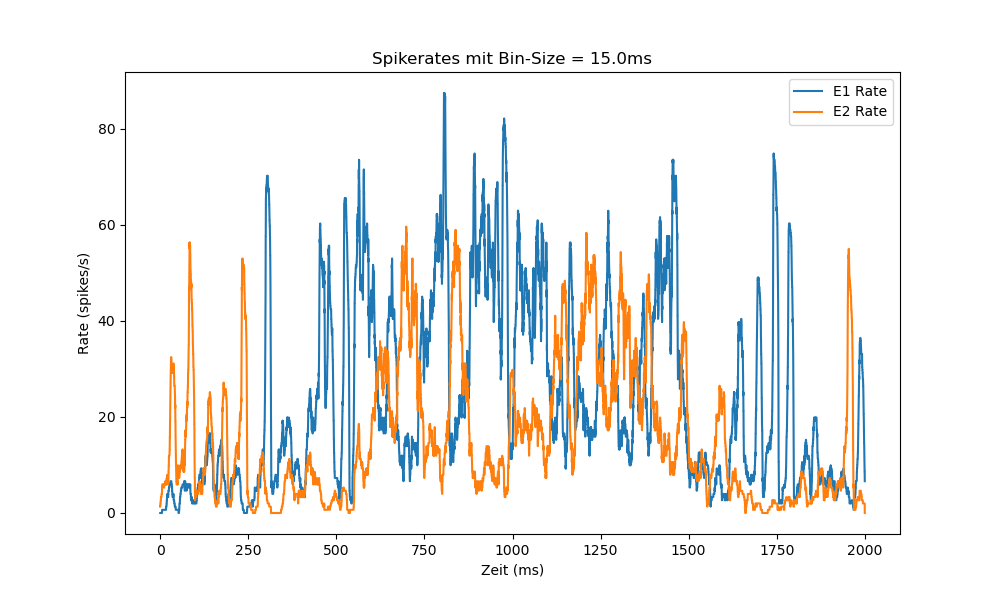 Spikerates mit Bin-Size = 15.0ms
E1 Rate
E2 Rate
Rate (spikes/s)
80
60
40
20
0
0 250 500 750 1000 1250 1500 1750 2000
Zeit (ms)